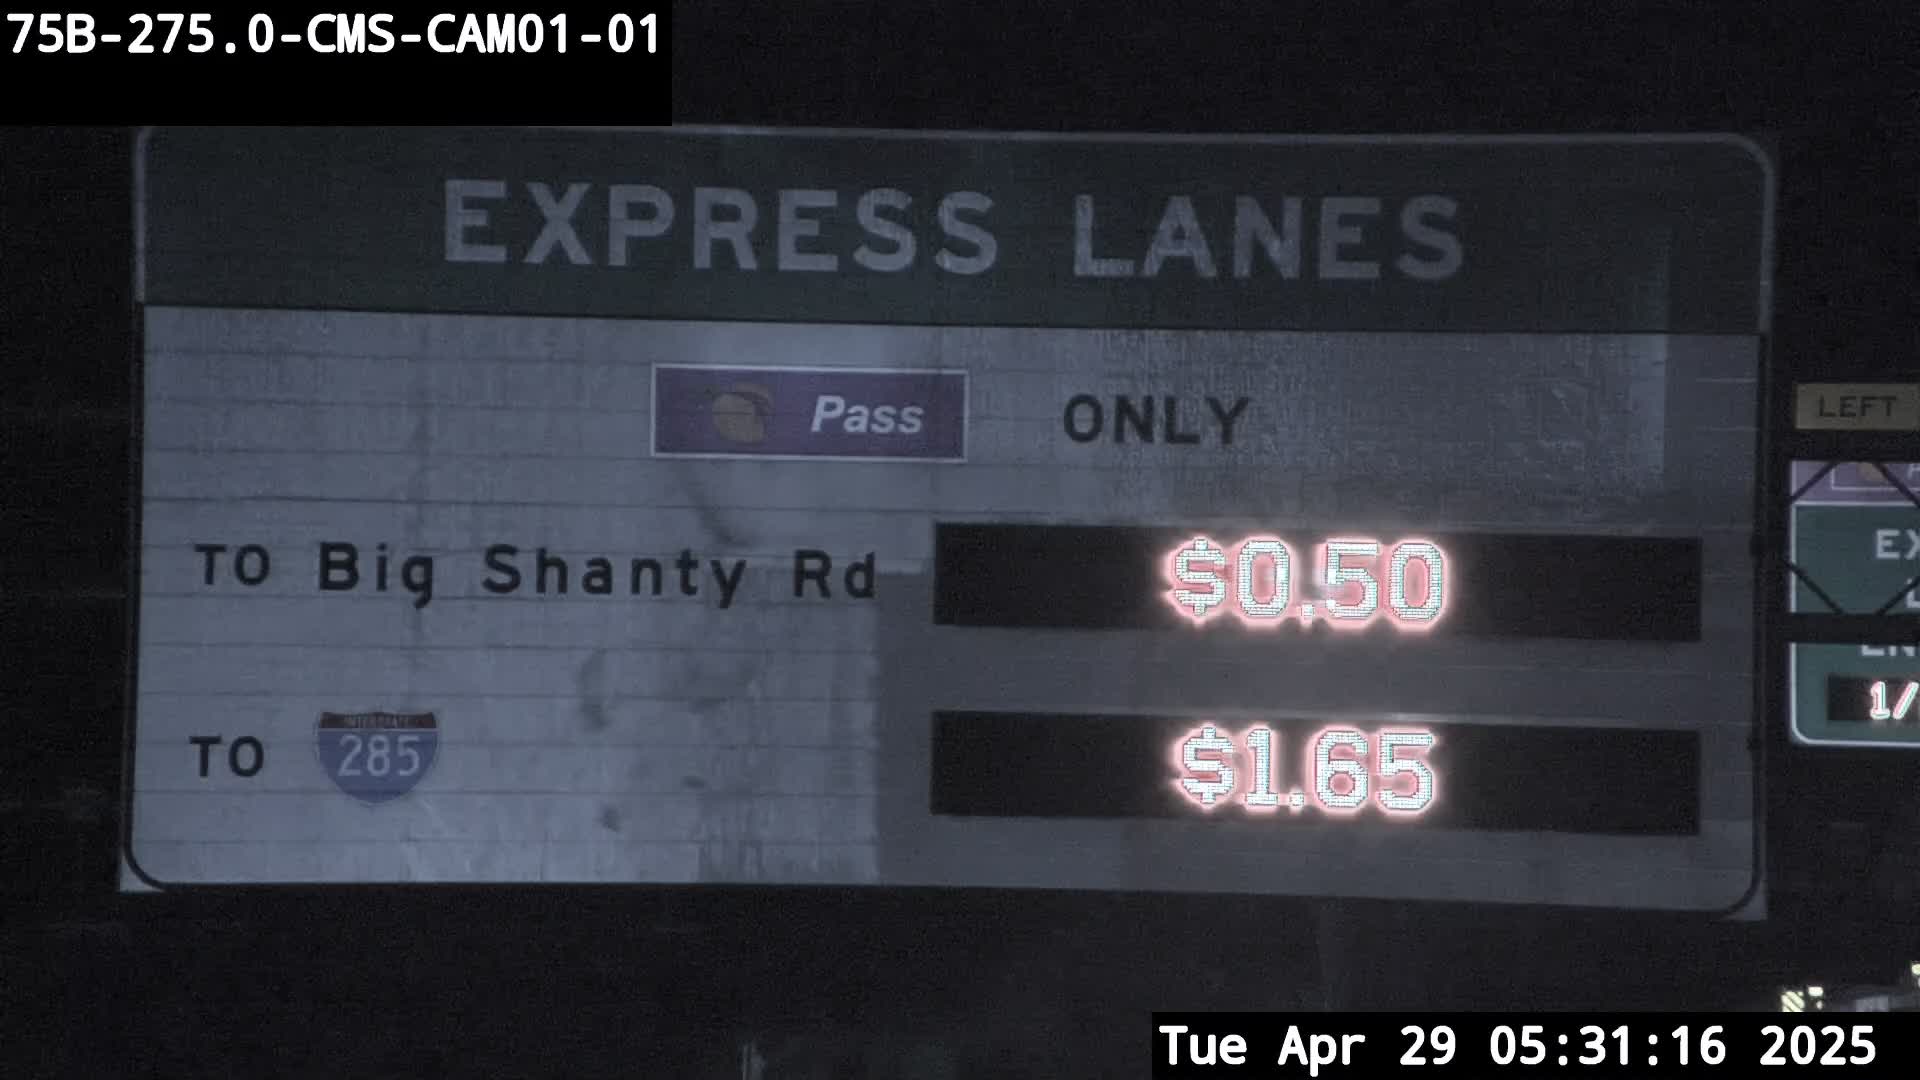 75B-275.0-CMS-CAM01-01
EXPRESS LANES
Pass ONLY
TO Big Shanty Rd $0.50
TO INTERSTATE 285 $1.65
LEFT
1/
Tue Apr 29 05:31:16 2025